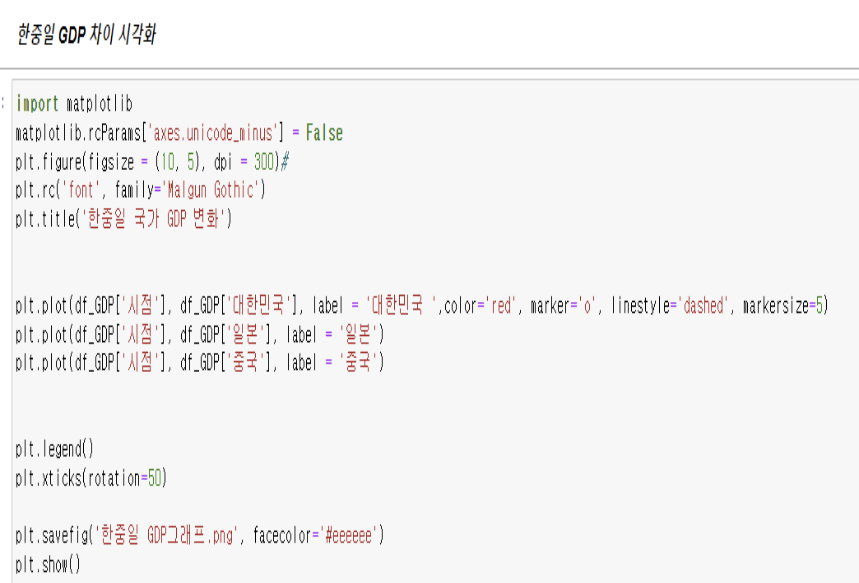 한중일 GDP 차이 시각화
: import matplotlib
matplotlib.rcParams['axes.unicode_minus'] = False
plt.figure(figsize = (10, 5), dpi = 300)#
plt.rc('font', family='Malgun Gothic')
plt.title('한중일 국가 GDP 변화')
plt.plot(df_GDP['시점'], df_GDP['대한민국'], label = '대한민국 ',color='red', marker='o', linestyle='dashed', markersize=5)
plt.plot(df_GDP['시점'], df_GDP['일본'], label = '일본')
plt.plot(df_GDP['시점'], df_GDP['중국'], label = '중국')
plt.legend()
plt.xticks(rotation=50)
plt.savefig('한중일 GDP그래프.png', facecolor='#eeeeee')
plt.show()